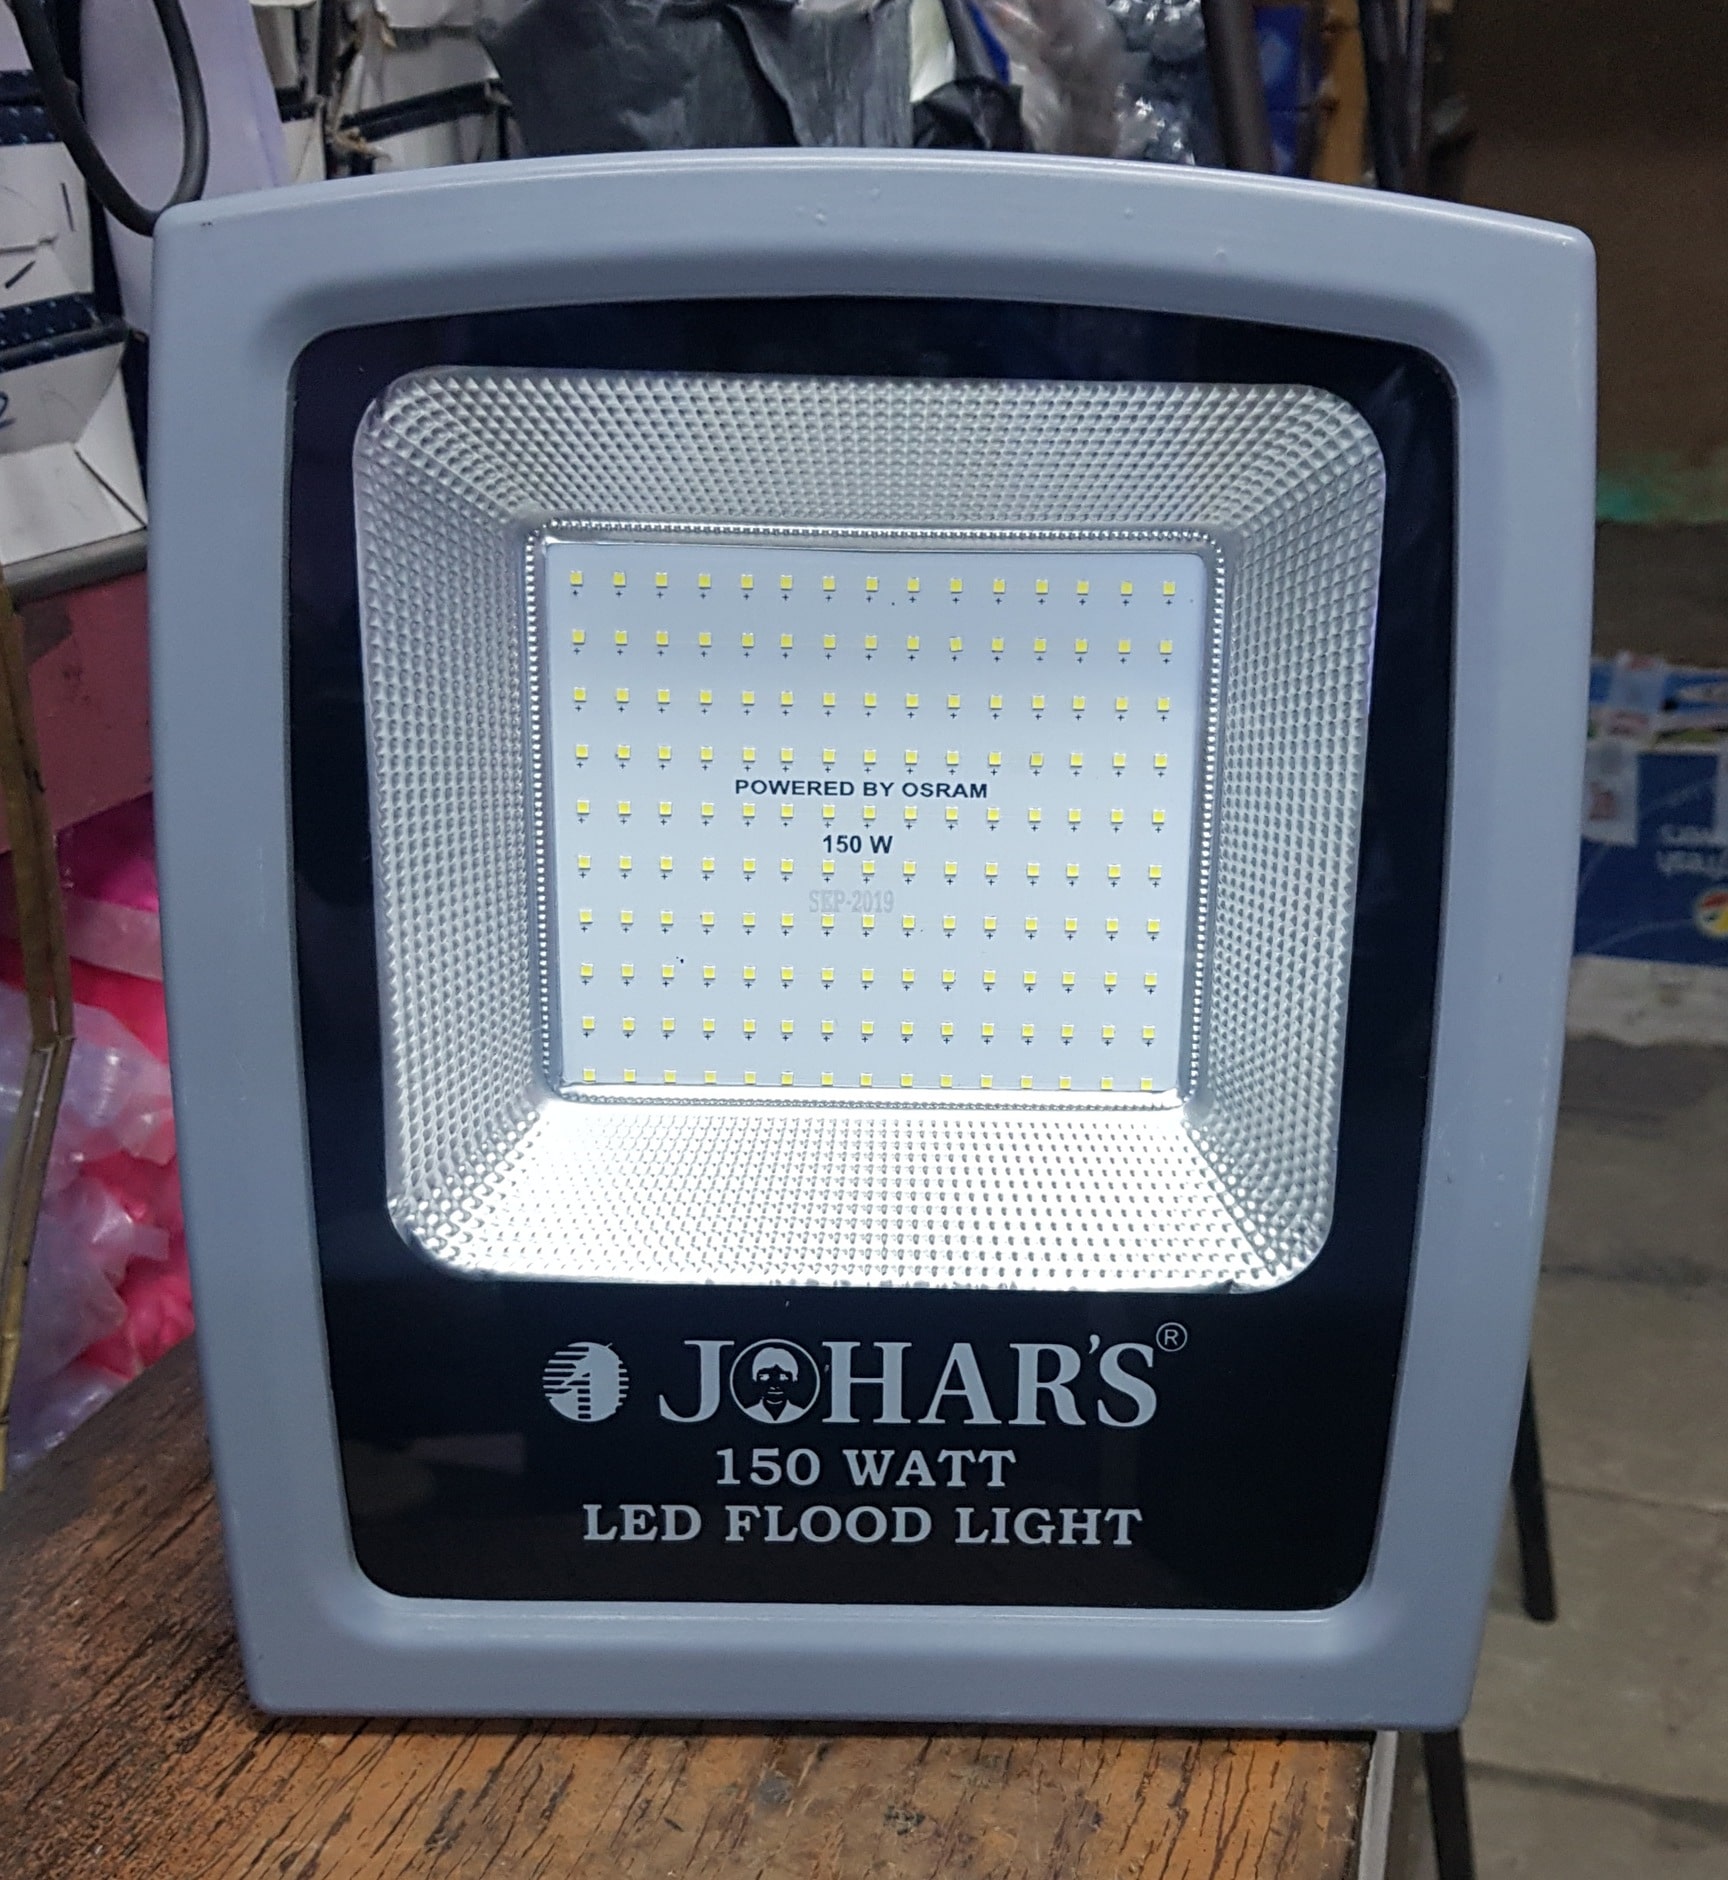 POWERED BY OSRAM
150 W
SEP-2019
JOHAR'S®
150 WATT
LED FLOOD LIGHT